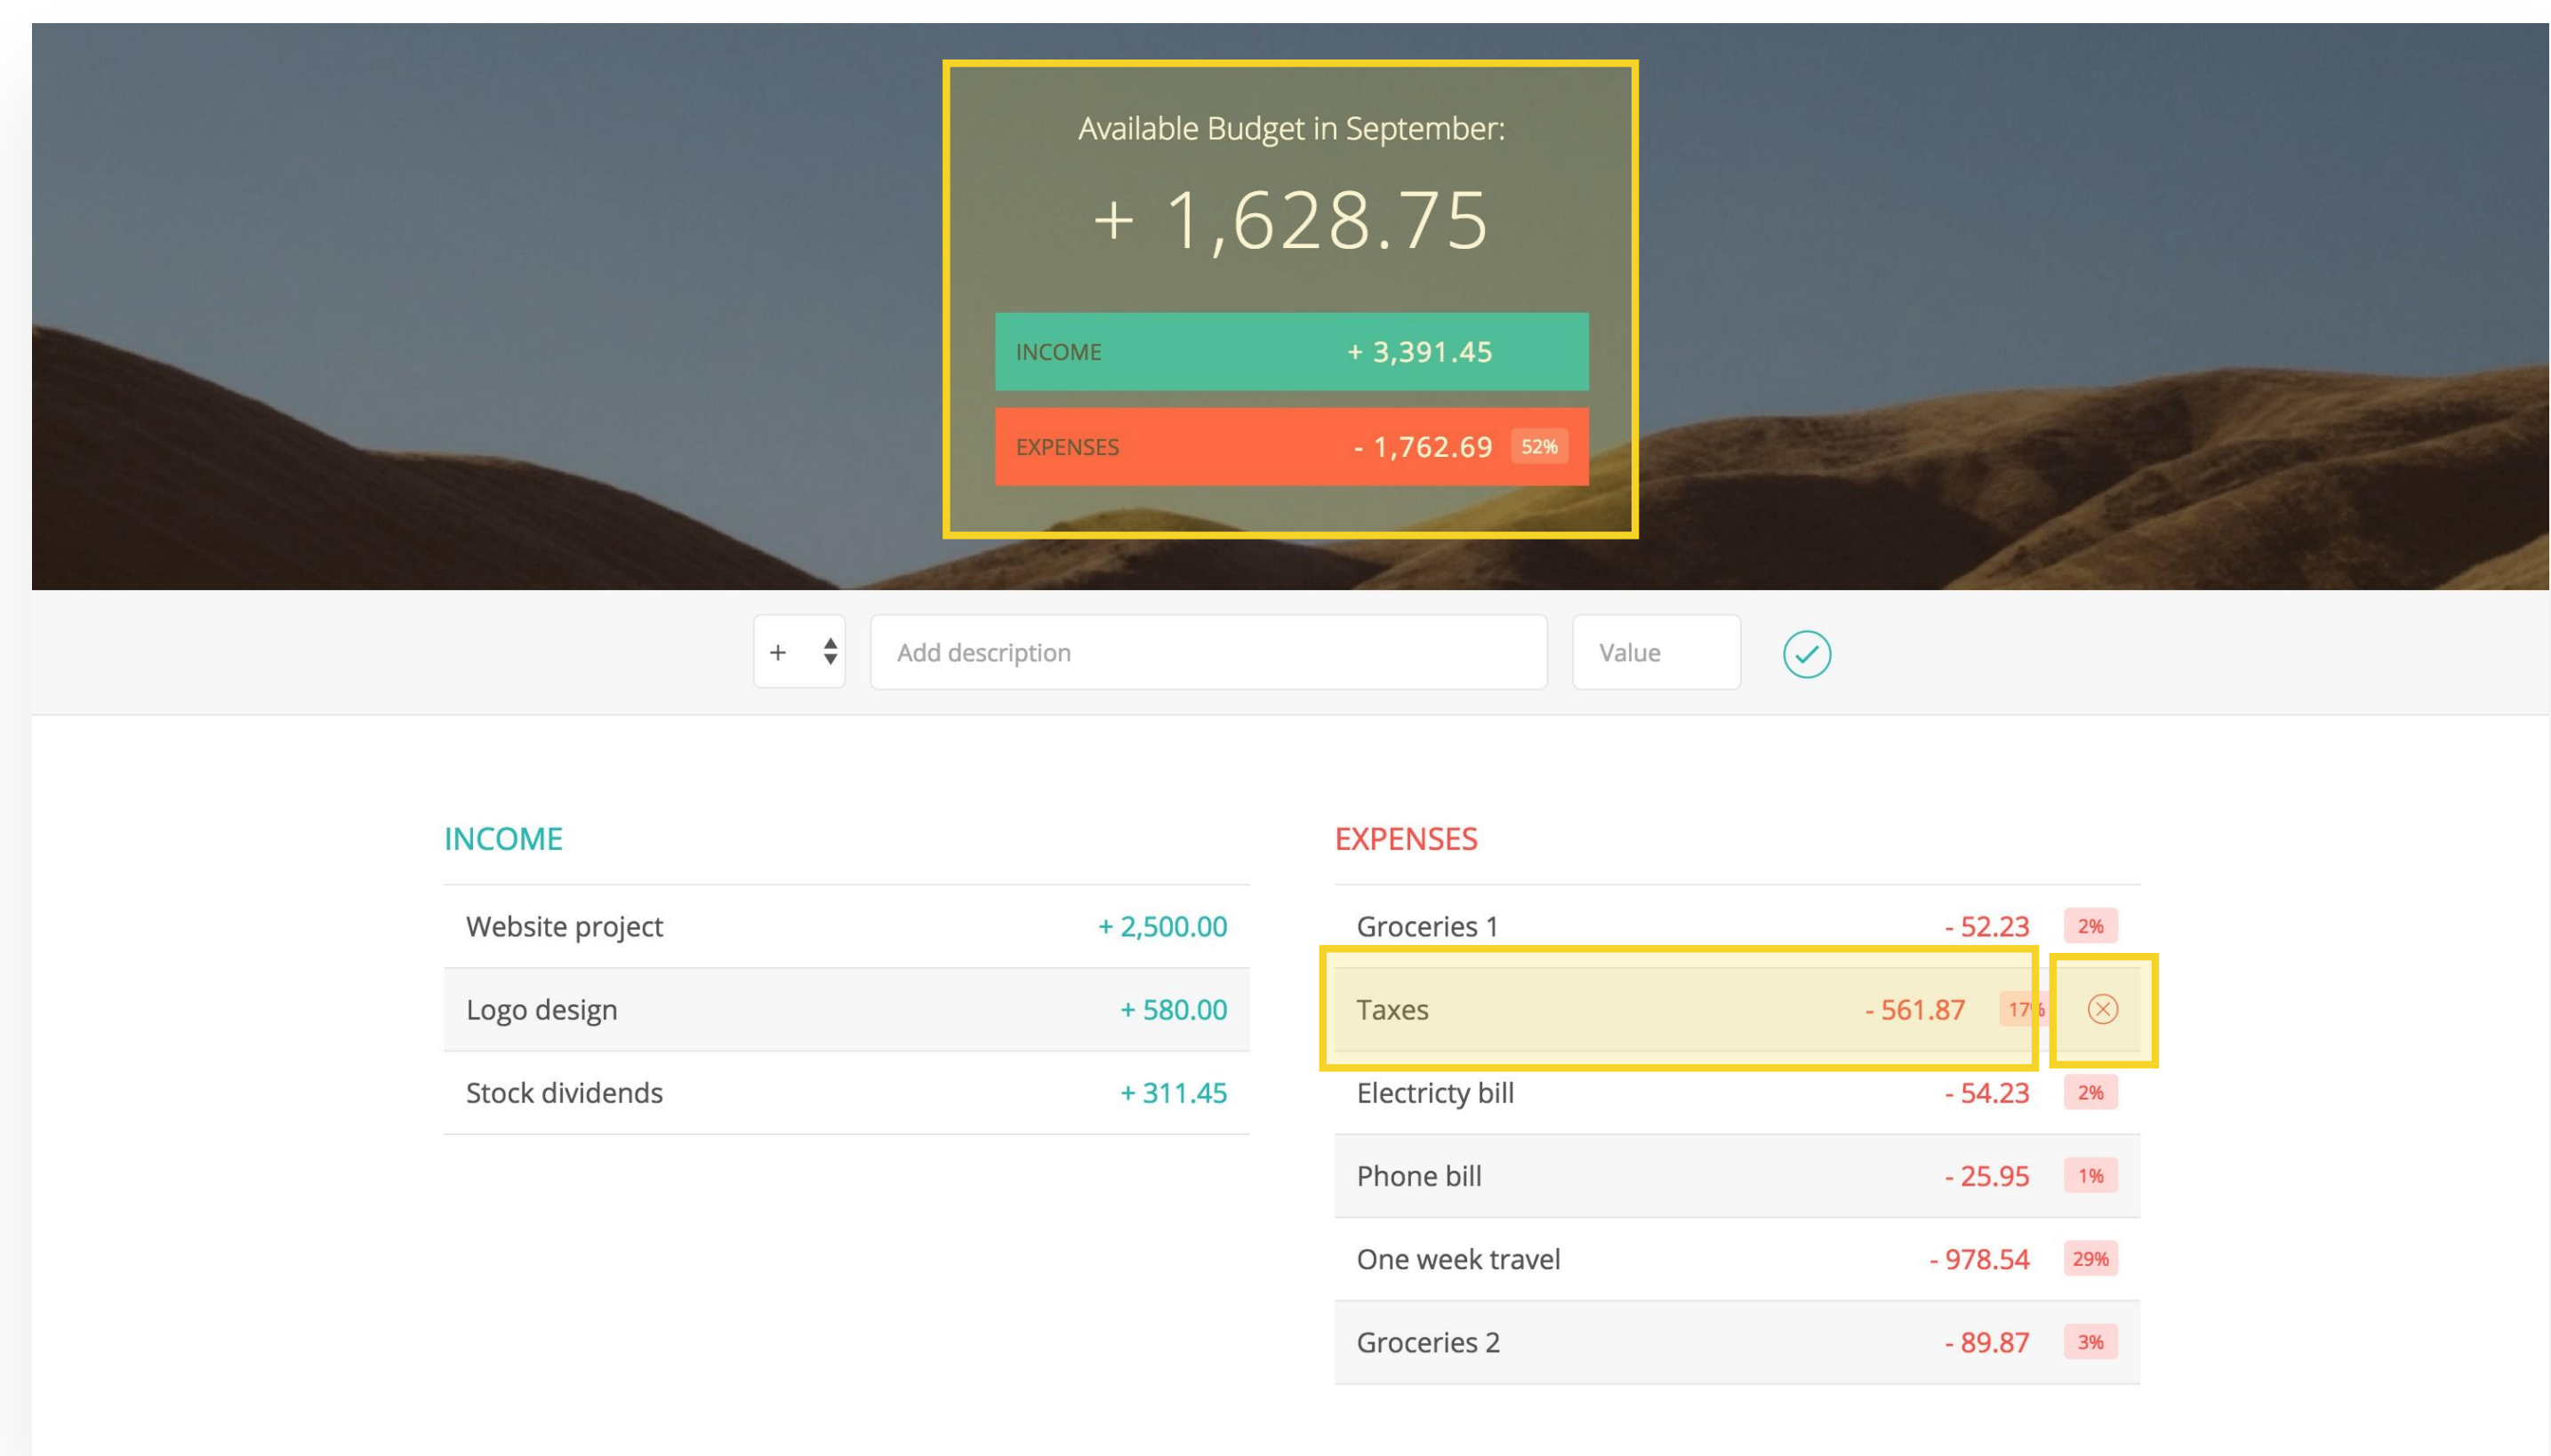 Available Budget in September:
+ 1,628.75
INCOME + 3,391.45
EXPENSES - 1,762.69 52%
+ Add description Value
INCOME
Website project + 2,500.00
Logo design + 580.00
Stock dividends + 311.45
EXPENSES
Groceries 1 - 52.23 2%
Taxes - 561.87 17%
Electricty bill - 54.23 2%
Phone bill - 25.95 1%
One week travel - 978.54 29%
Groceries 2 - 89.87 3%